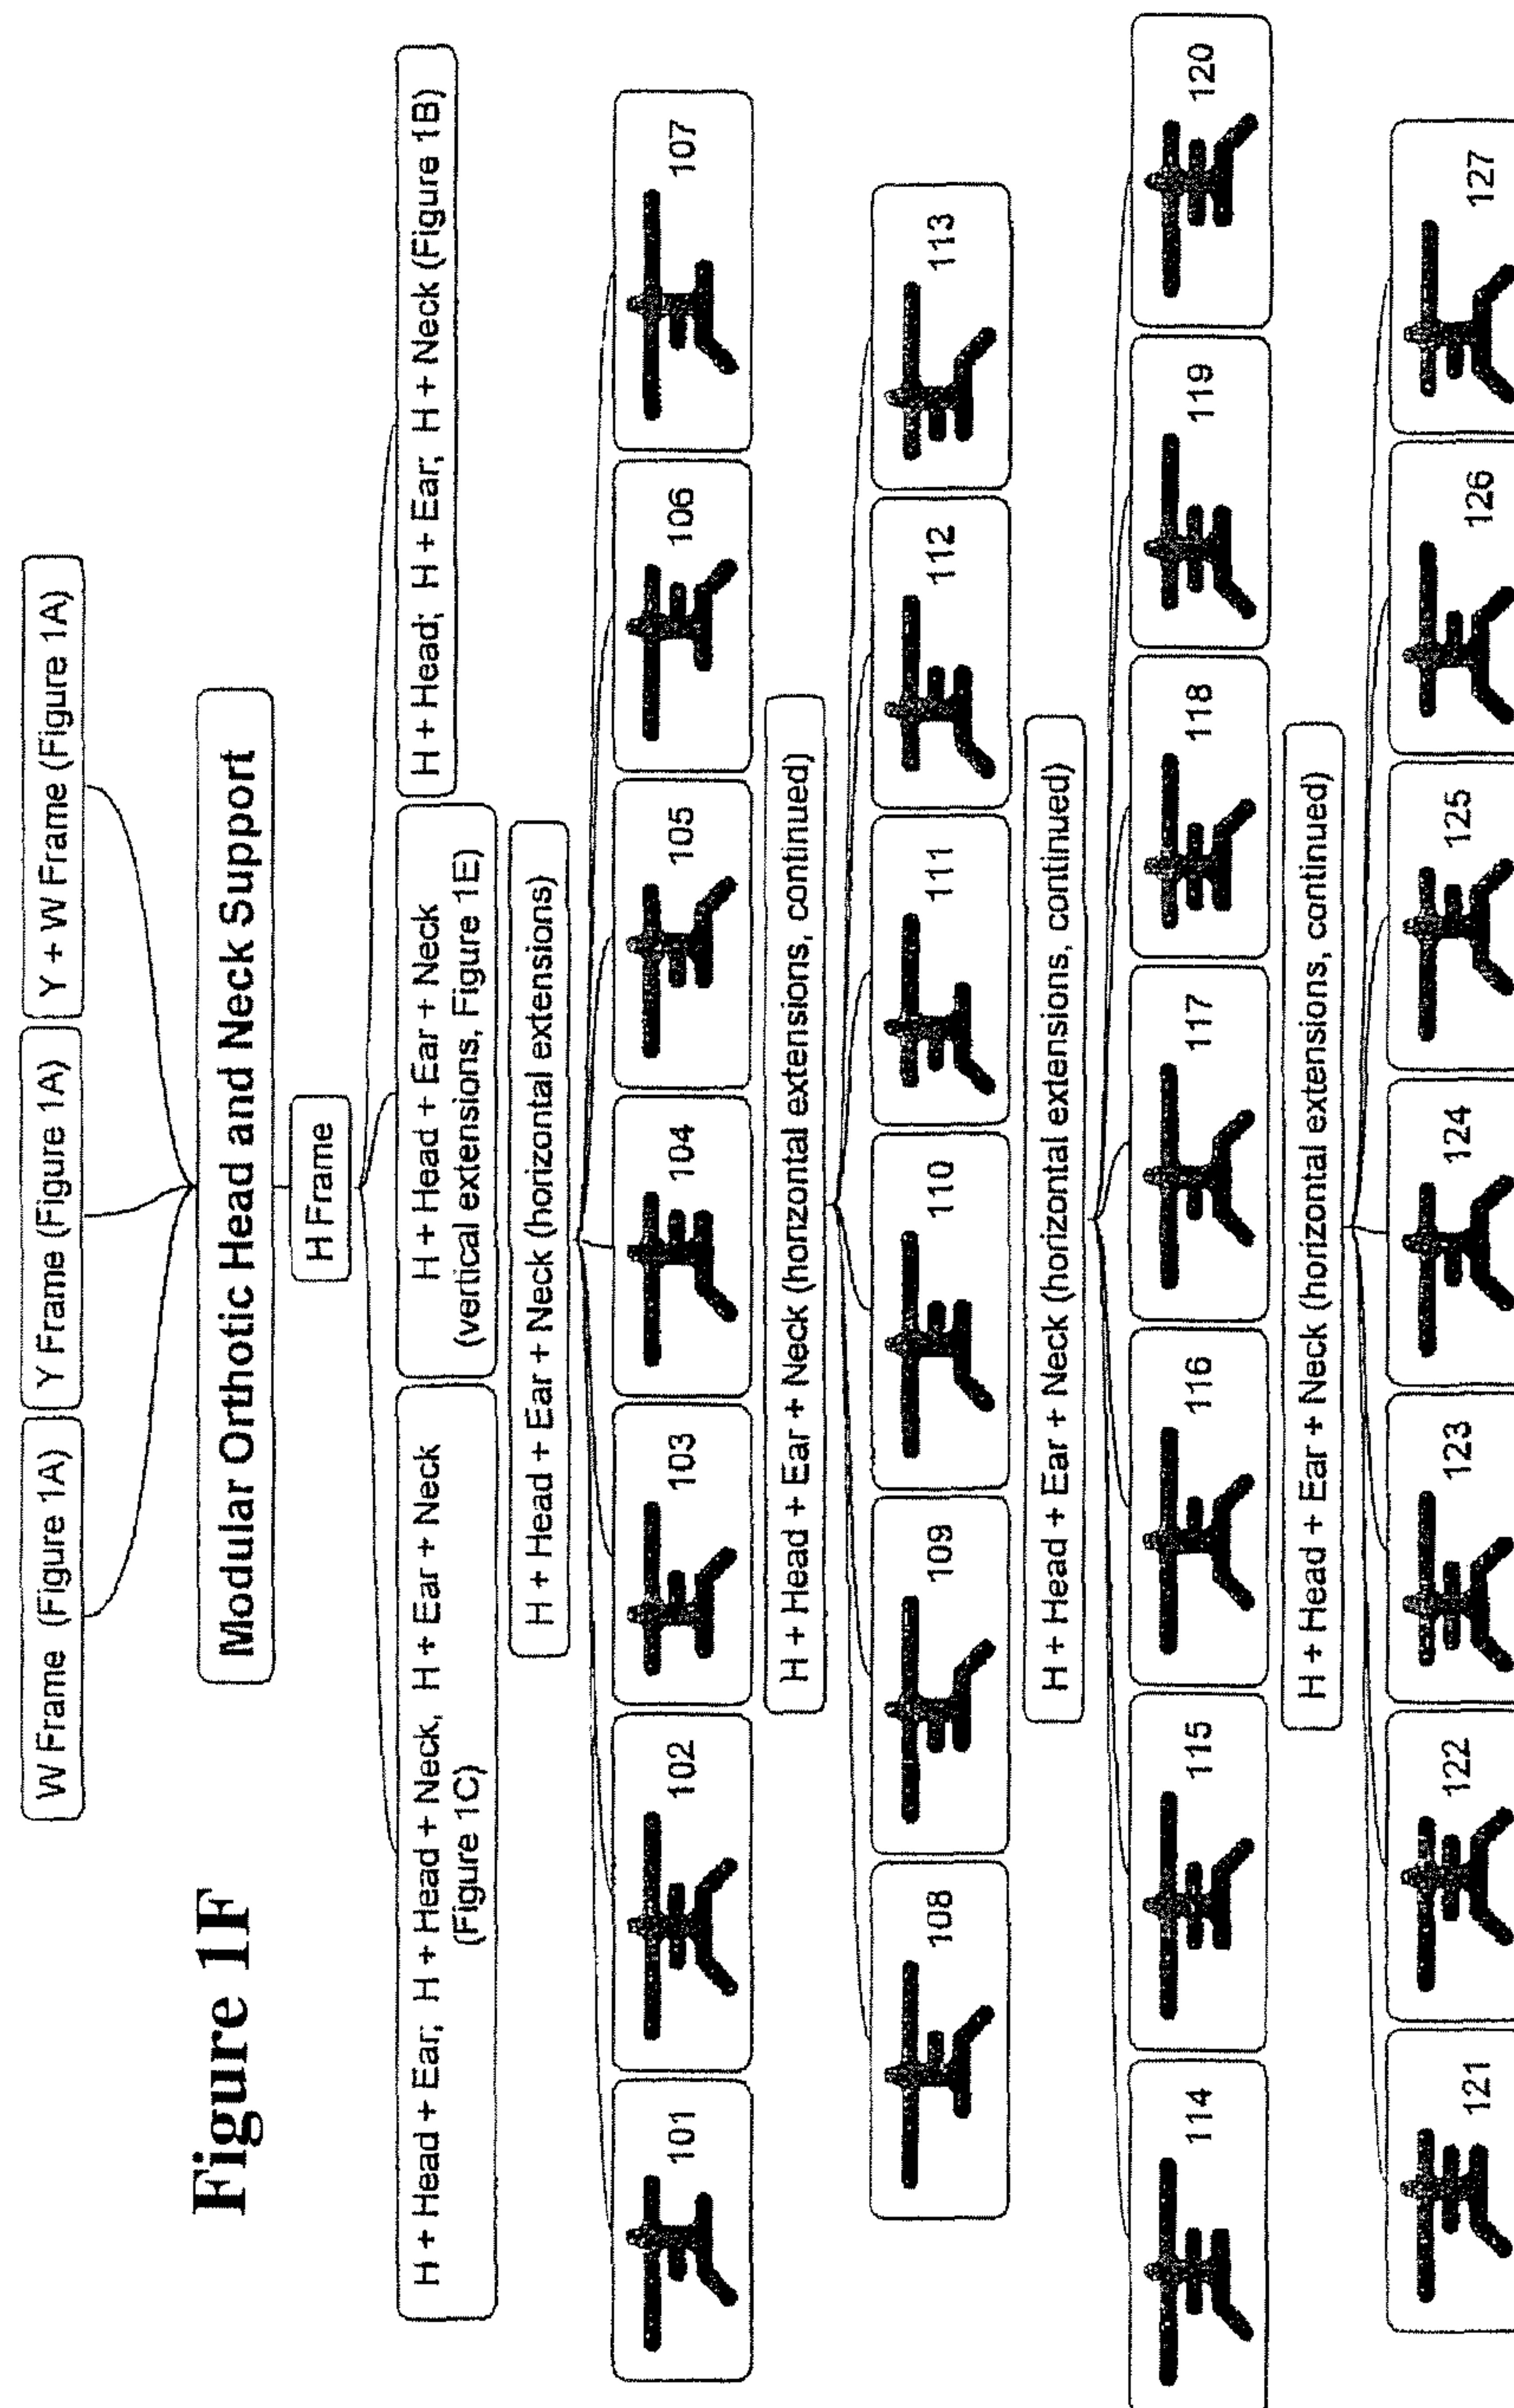 Figure 1F
W Frame (Figure 1A)
Y Frame (Figure 1A)
Y + W Frame (Figure 1A)
Modular Orthotic Head and Neck Support
H Frame
H + Head + Ear; H + Head + Neck, H + Ear + Neck
(Figure 1C)
H + Head + Ear + Neck
(vertical extensions, Figure 1E)
H + Head; H + Ear; H + Neck (Figure 1B)
H + Head + Ear + Neck (horizontal extensions)
101
102
103
104
105
106
107
H + Head + Ear + Neck (horizontal extensions, continued)
108
109
110
111
112
113
H + Head + Ear + Neck (horizontal extensions, continued)
114
115
116
117
118
119
120
H + Head + Ear + Neck (horizontal extensions, continued)
121
122
123
124
125
126
127